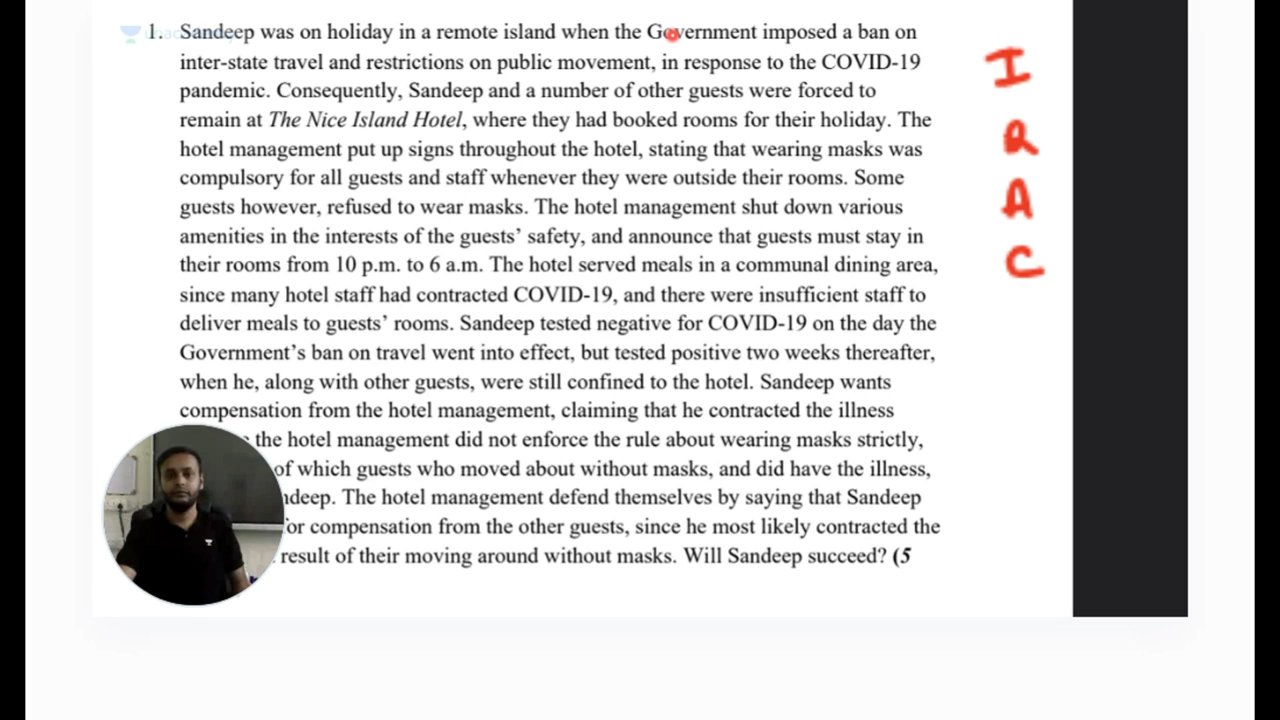 1. Sandeep was on holiday in a remote island when the Government imposed a ban on
inter-state travel and restrictions on public movement, in response to the COVID-19
pandemic. Consequently, Sandeep and a number of other guests were forced to
remain at The Nice Island Hotel, where they had booked rooms for their holiday. The
hotel management put up signs throughout the hotel, stating that wearing masks was
compulsory for all guests and staff whenever they were outside their rooms. Some
guests however, refused to wear masks. The hotel management shut down various
amenities in the interests of the guests' safety, and announce that guests must stay in
their rooms from 10 p.m. to 6 a.m. The hotel served meals in a communal dining area,
since many hotel staff had contracted COVID-19, and there were insufficient staff to
deliver meals to guests' rooms. Sandeep tested negative for COVID-19 on the day the
Government's ban on travel went into effect, but tested positive two weeks thereafter,
when he, along with other guests, were still confined to the hotel. Sandeep wants
compensation from the hotel management, claiming that he contracted the illness
the hotel management did not enforce the rule about wearing masks strictly,
of which guests who moved about without masks, and did have the illness,
ndeep. The hotel management defend themselves by saying that Sandeep
or compensation from the other guests, since he most likely contracted the
result of their moving around without masks. Will Sandeep succeed? (5
I
R
A
C